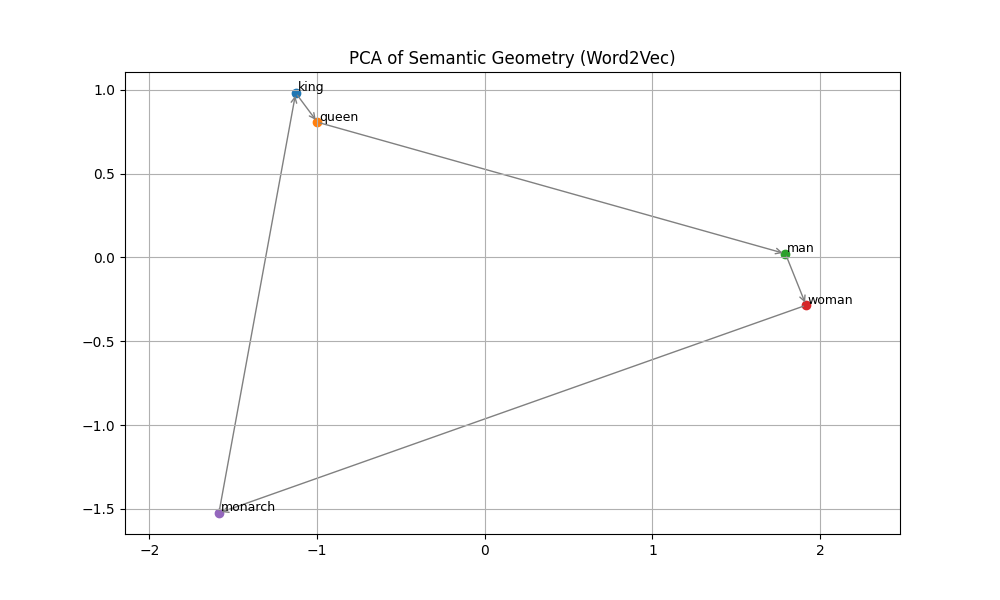 PCA of Semantic Geometry (Word2Vec)
1.0
0.5
0.0
−0.5
−1.0
−1.5
king
queen
man
woman
monarch
−2
−1
0
1
2